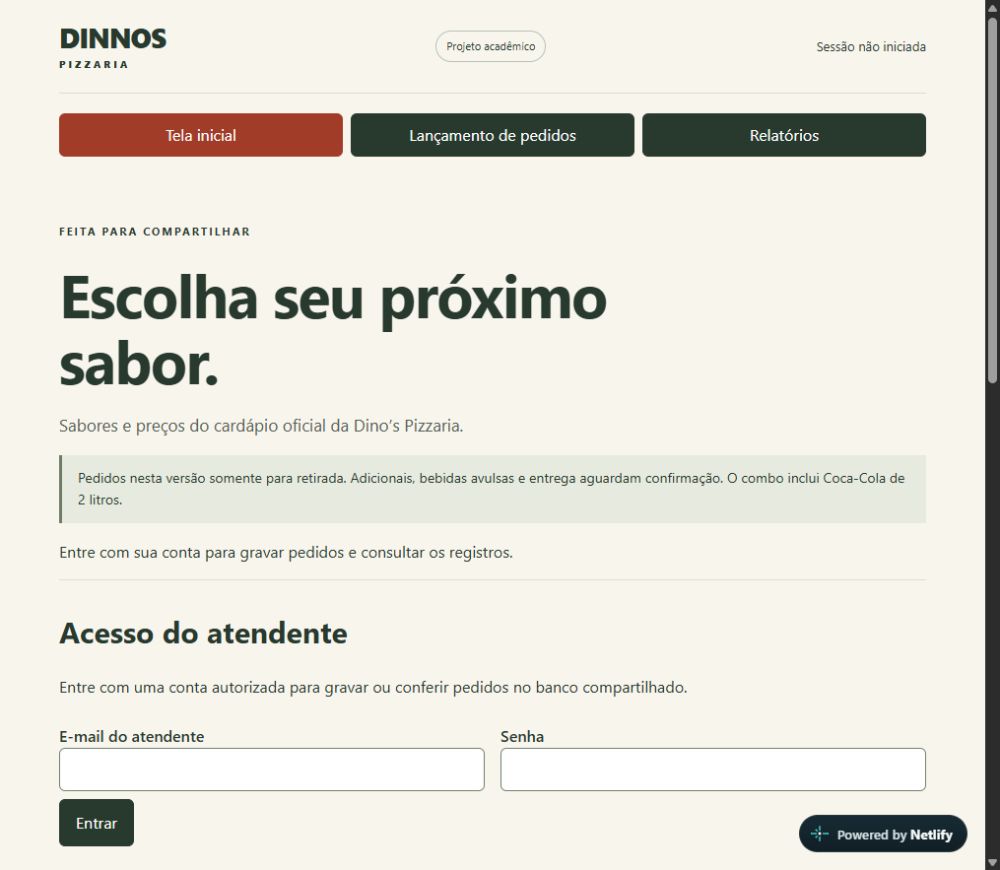 DINNOS
PIZZARIA
Projeto acadêmico
Sessão não iniciada
Tela inicial
Lançamento de pedidos
Relatórios
FEITA PARA COMPARTILHAR
Escolha seu próximo
sabor.
Sabores e preços do cardápio oficial da Dino’s Pizzaria.
Pedidos nesta versão somente para retirada. Adicionais, bebidas avulsas e entrega aguardam confirmação. O combo inclui Coca-Cola de
2 litros.
Entre com sua conta para gravar pedidos e consultar os registros.
Acesso do atendente
Entre com uma conta autorizada para gravar ou conferir pedidos no banco compartilhado.
E-mail do atendente
Senha
Entrar
Powered by Netlify